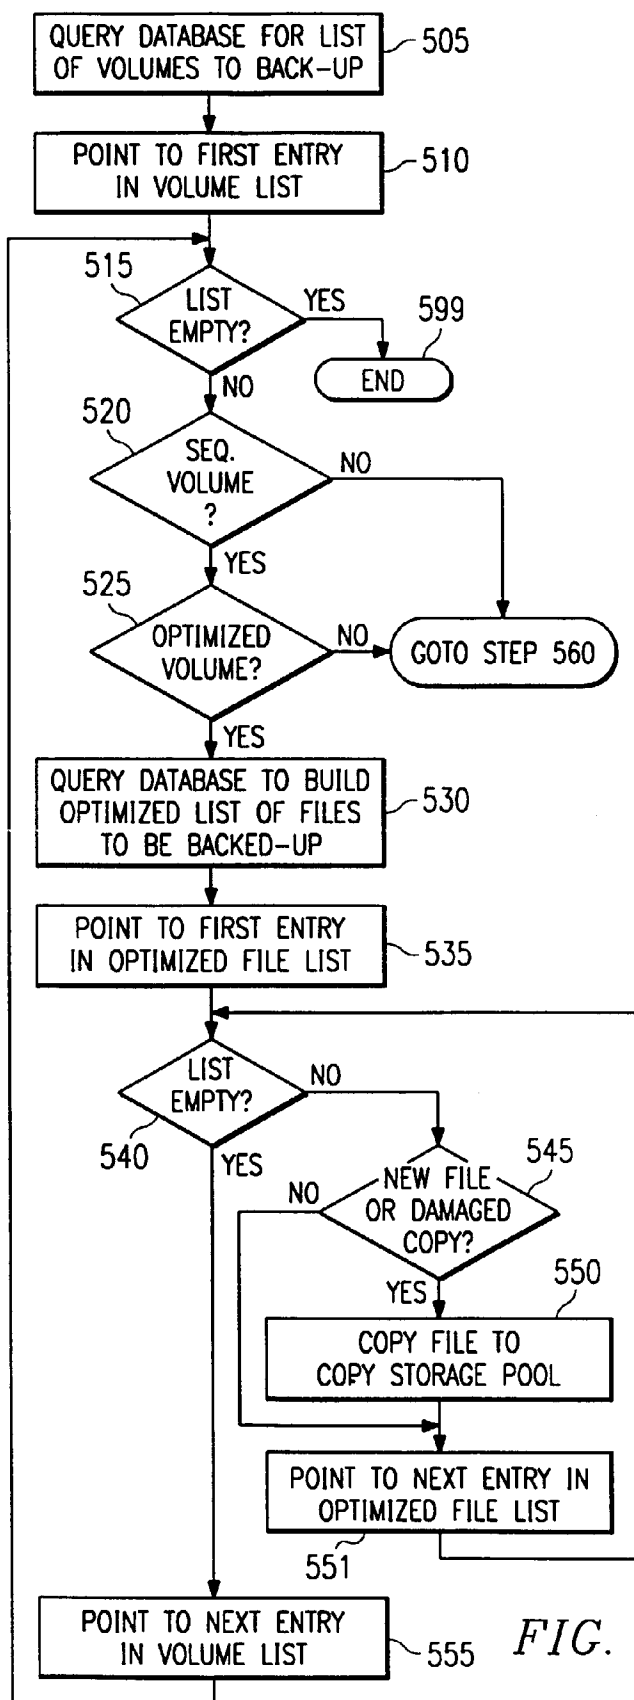 QUERY DATABASE FOR LIST
OF VOLUMES TO BACK-UP
505
POINT TO FIRST ENTRY
IN VOLUME LIST
510
515
LIST
EMPTY?
YES
599
END
NO
520
SEQ.
VOLUME
?
NO
YES
525
OPTIMIZED
VOLUME?
NO
GOTO STEP 560
YES
QUERY DATABASE TO BUILD
OPTIMIZED LIST OF FILES
TO BE BACKED-UP
530
POINT TO FIRST ENTRY
IN OPTIMIZED FILE LIST
535
LIST
EMPTY?
NO
540
YES
545
NEW FILE
OR DAMAGED
COPY?
NO
YES
550
COPY FILE TO
COPY STORAGE POOL
POINT TO NEXT ENTRY IN
OPTIMIZED FILE LIST
551
POINT TO NEXT ENTRY
IN VOLUME LIST
555
FIG.